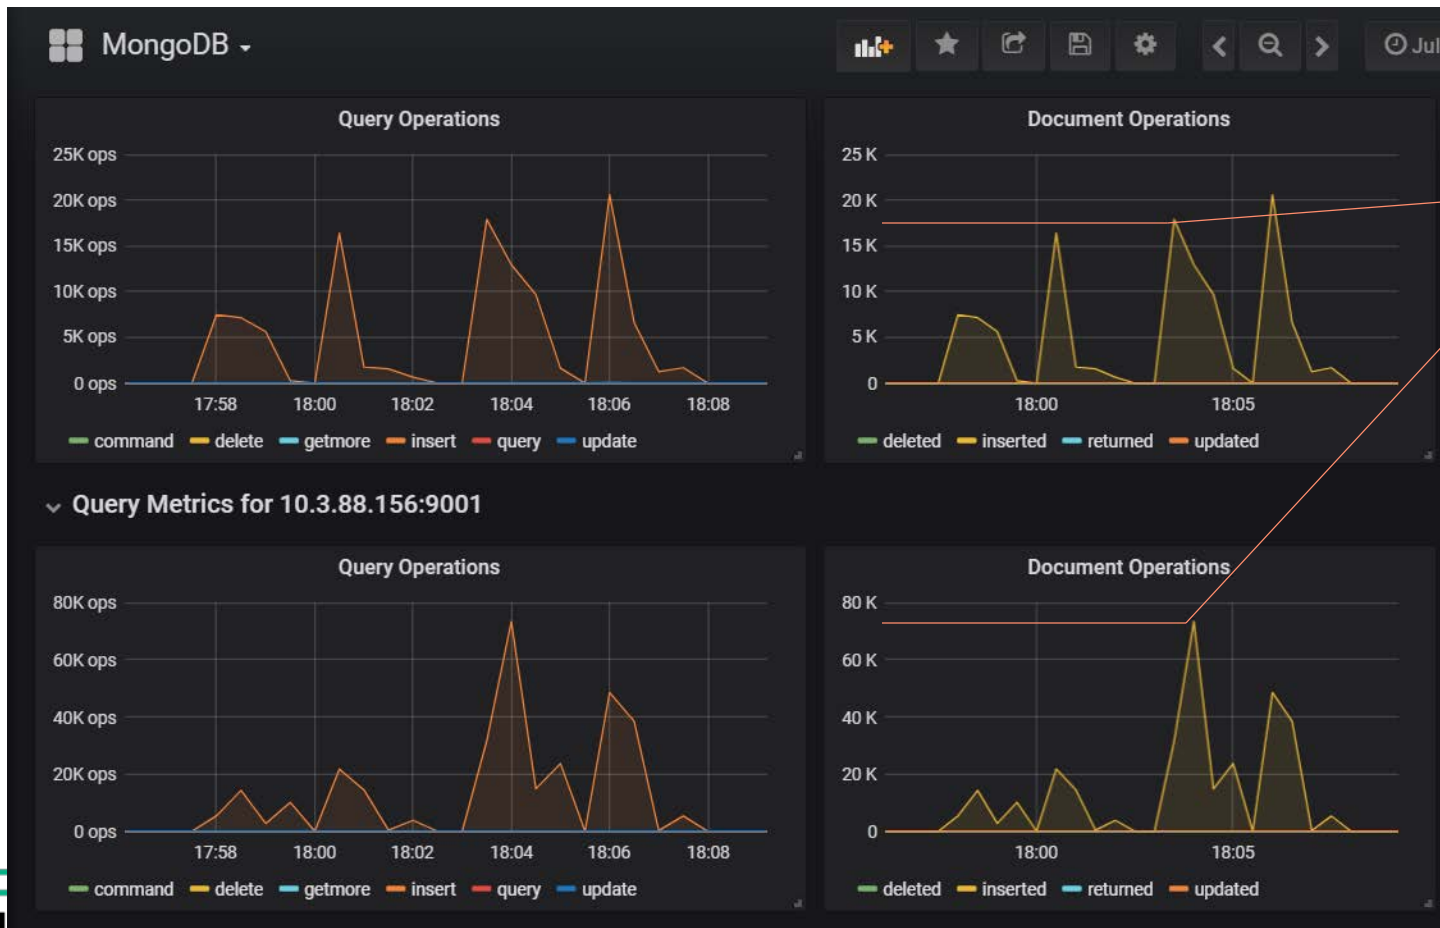 MongoDB
Jul
Query Operations
25K ops
20K ops
15K ops
10K ops
5K ops
0 ops
17:58 18:00 18:02 18:04 18:06 18:08
command delete getmore insert query update
Document Operations
25 K
20 K
15 K
10 K
5 K
0
18:00 18:05
deleted inserted returned updated
Query Metrics for 10.3.88.156:9001
Query Operations
80K ops
60K ops
40K ops
20K ops
0 ops
17:58 18:00 18:02 18:04 18:06 18:08
command delete getmore insert query update
Document Operations
80 K
60 K
40 K
20 K
0
18:00 18:05
deleted inserted returned updated